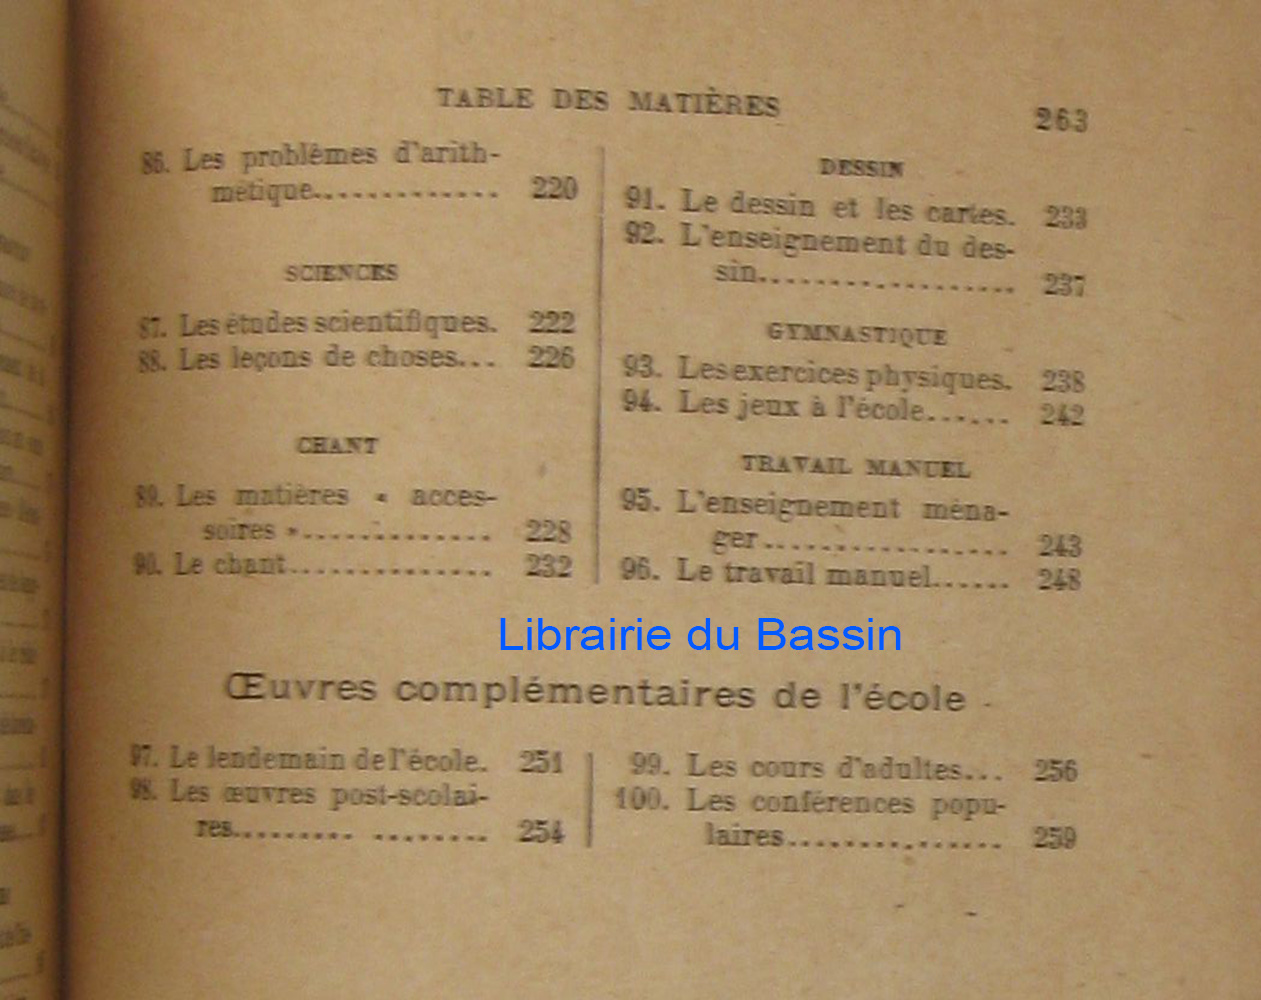 TABLE DES MATIÈRES 263
86. Les problèmes d'arith-
métique............. 220
SCIENCES
87. Les études scientifiques. 222
88. Les leçons de choses... 226
CHANT
89. Les matières « acces-
soires »............. 228
90. Le chant.............. 232
DESSIN
91. Le dessin et les cartes. 233
92. L'enseignement du des-
sin.................. 237
GYMNASTIQUE
93. Les exercices physiques. 238
94. Les jeux à l'école...... 242
TRAVAIL MANUEL
95. L'enseignement ména-
ger................. 243
96. Le travail manuel...... 248
Librairie du Bassin
Œuvres complémentaires de l'école
97. Le lendemain de l'école. 251
98. Les œuvres post-scolai-
res......... ........ 254
99. Les cours d'adultes... 256
100. Les conférences popu-
laires............... 259